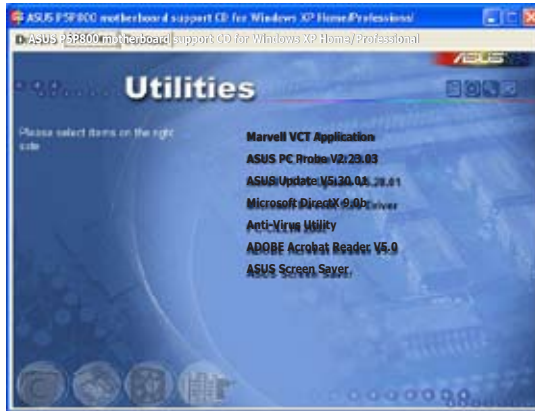 ASUS P5P800 motherboard support CD for Windows XP Home/Professional
ASUS P5P800 motherboard support CD for Windows XP Home/Professional
ASUS
Utilities
Please select items on the right
side
Marvell VCT Application
ASUS PC Probe V2.23.03
ASUS Update V5.30.01
Microsoft DirectX 9.0b
Anti-Virus Utility
ADOBE Acrobat Reader V5.0
ASUS Screen Saver